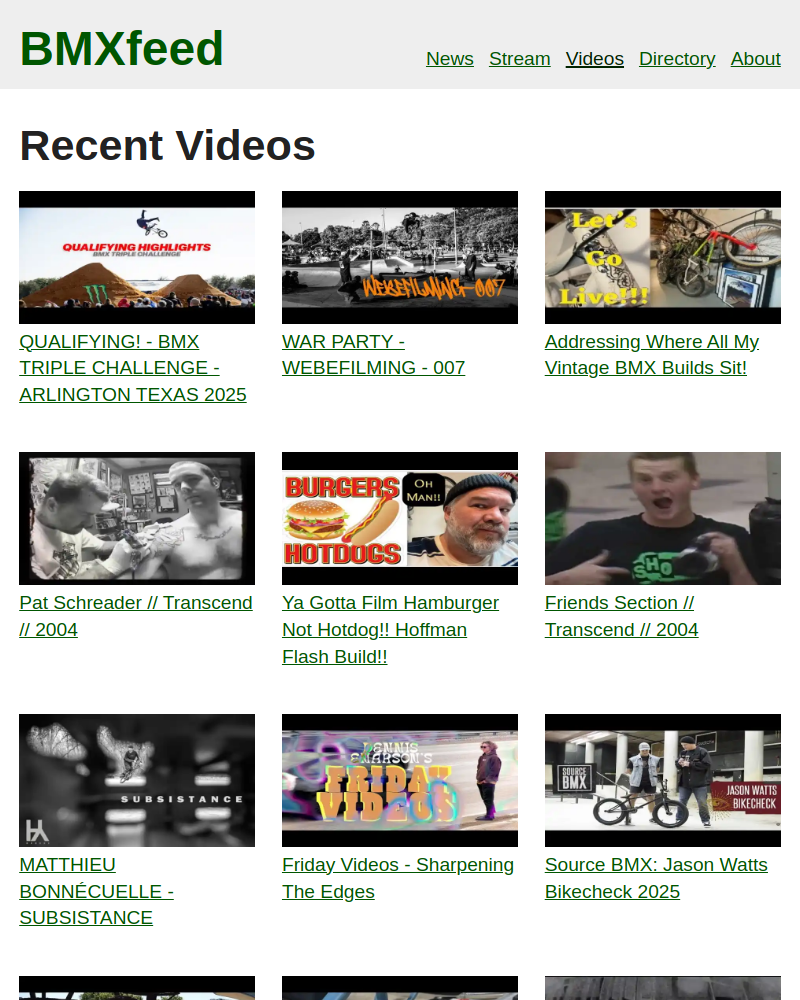 BMXfeed
News Stream Videos Directory About
Recent Videos
QUALIFYING HIGHLIGHTS
BMX TRIPLE CHALLENGE
WEBEFILMING-007
Let's
Go
Live!!!
QUALIFYING! - BMX
TRIPLE CHALLENGE -
ARLINGTON TEXAS 2025
WAR PARTY -
WEBEFILMING - 007
Addressing Where All My
Vintage BMX Builds Sit!
BURGERS
HOTDOGS
OH
MAN!!
SHO
Pat Schreader // Transcend
// 2004
Ya Gotta Film Hamburger
Not Hotdog!! Hoffman
Flash Build!!
Friends Section //
Transcend // 2004
SUBSISTANCE
DENNIS
ENARSON'S
FRIDAY
VIDEOS
SOURCE
BMX
JASON WATTS
BIKECHECK
MATTHIEU
BONNÉCUELLE -
SUBSISTANCE
Friday Videos - Sharpening
The Edges
Source BMX: Jason Watts
Bikecheck 2025